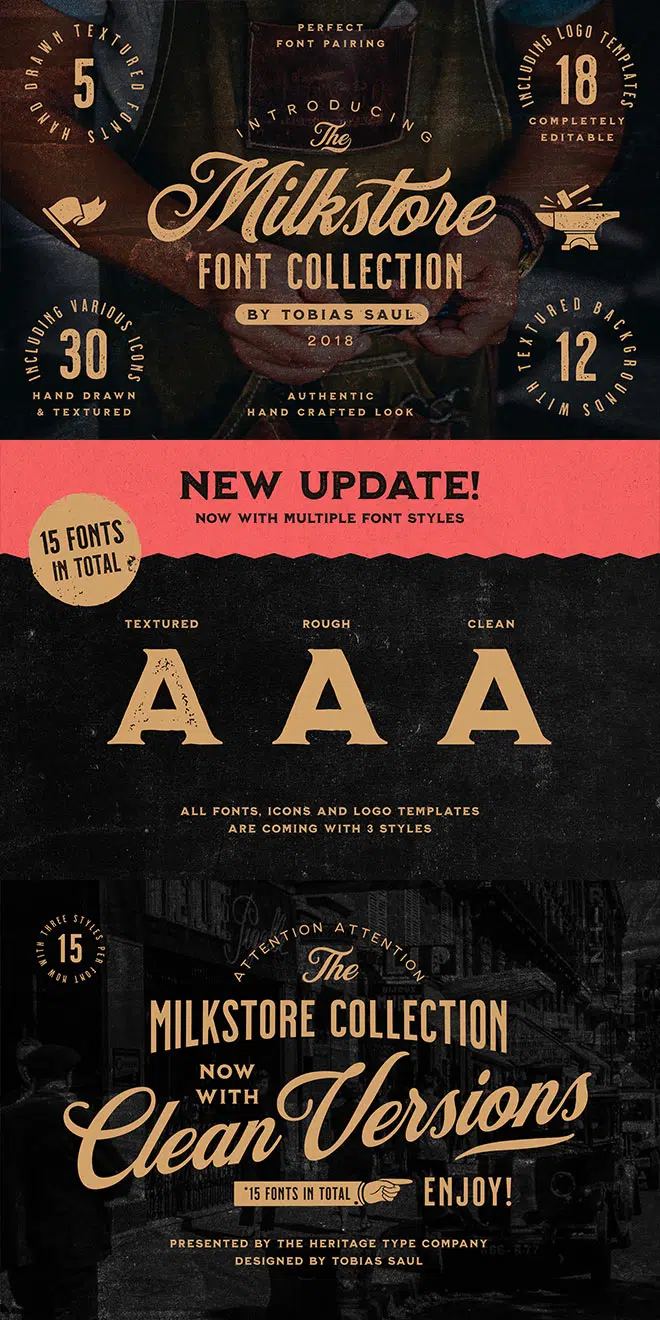 PERFECT
FONT PAIRING
HAND DRAWN TEXTURED FONTS
5
INCLUDING LOGO TEMPLATES
18
COMPLETELY
EDITABLE
INTRODUCING
The
Milkstore
FONT COLLECTION
BY TOBIAS SAUL
2018
INCLUDING VARIOUS ICONS
30
HAND DRAWN
& TEXTURED
WITH TEXTURED BACKGROUNDS
12
AUTHENTIC
HAND CRAFTED LOOK
NEW UPDATE!
NOW WITH MULTIPLE FONT STYLES
15 FONTS
IN TOTAL
TEXTURED
ROUGH
CLEAN
A A A
ALL FONTS, ICONS AND LOGO TEMPLATES
ARE COMING WITH 3 STYLES
NOW WITH THREE STYLES PER FONT
15
ATTENTION ATTENTION
The
MILKSTORE COLLECTION
NOW
WITH
Clean Versions
*15 FONTS IN TOTAL
ENJOY!
PRESENTED BY THE HERITAGE TYPE COMPANY
DESIGNED BY TOBIAS SAUL